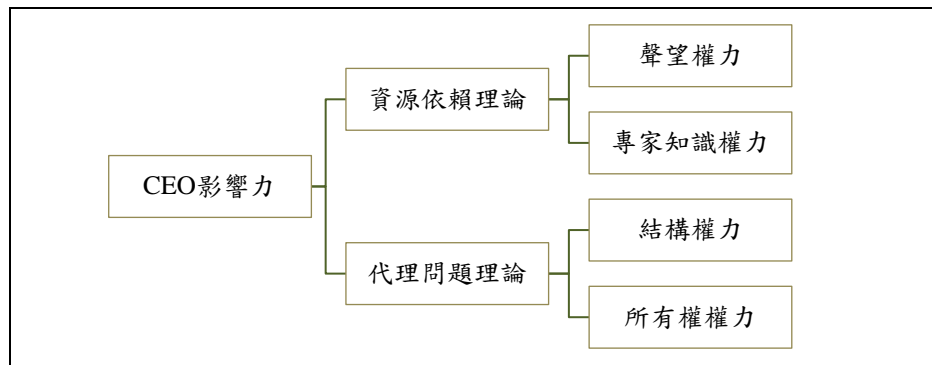 CEO影響力
資源依賴理論
聲望權力
專家知識權力
代理問題理論
結構權力
所有權權力